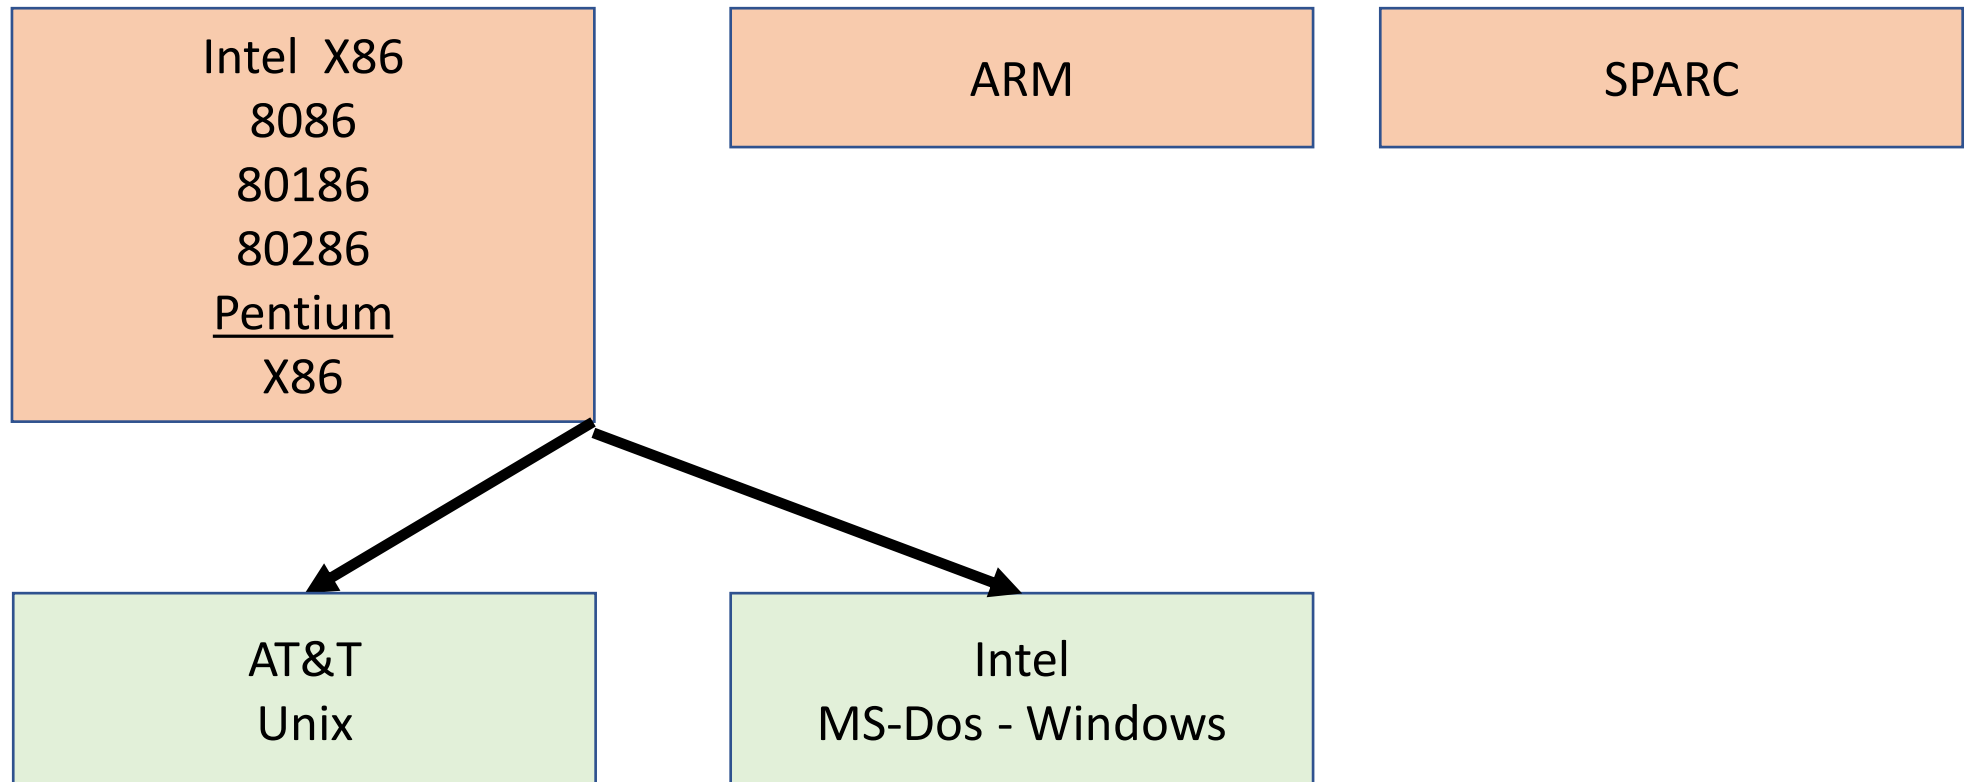 Intel  X86
8086
80186
80286
Pentium
X86
ARM
SPARC
AT&T
Unix
Intel
MS-Dos - Windows